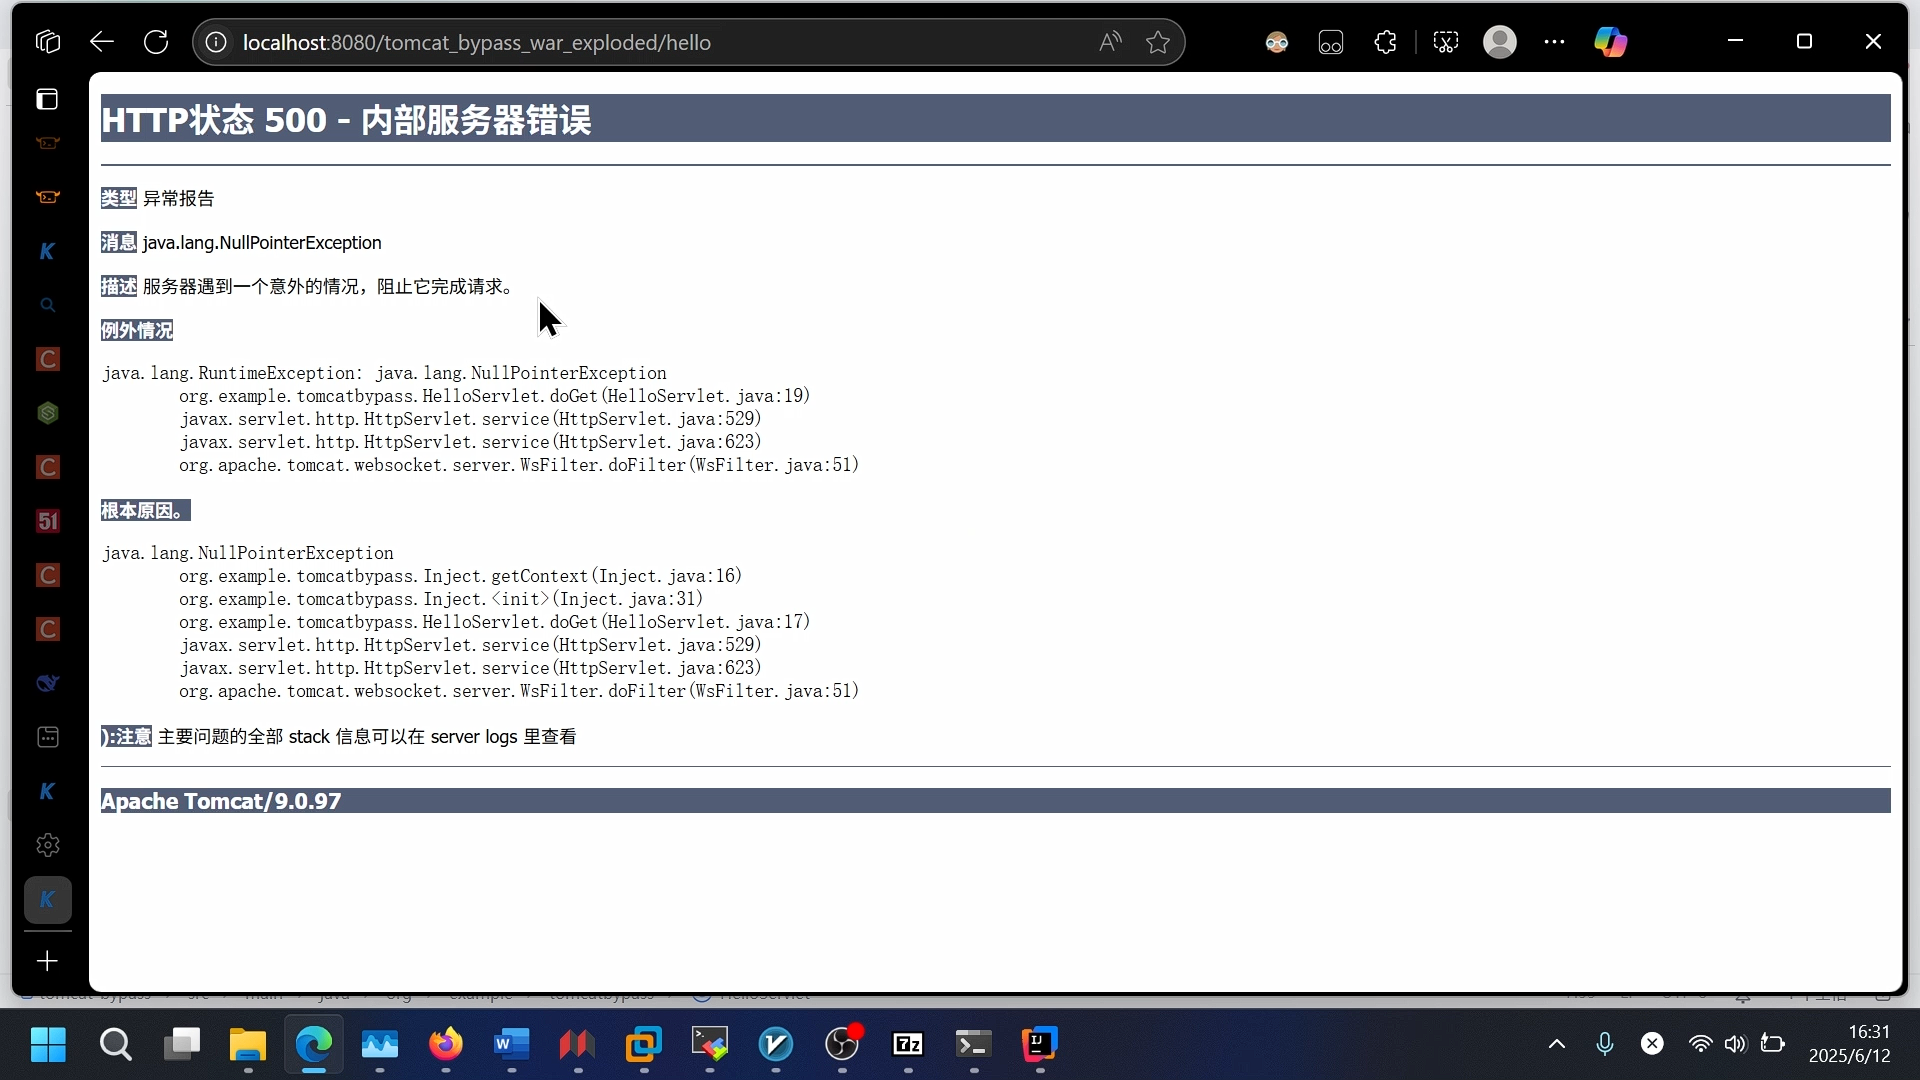 localhost:8080/tomcat_bypass_war_exploded/hello
HTTP状态 500 - 内部服务器错误
类型 异常报告
消息 java.lang.NullPointerException
描述 服务器遇到一个意外的情况，阻止它完成请求。
例外情况
java.lang.RuntimeException: java.lang.NullPointerException
org.example.tomcatbypass.HelloServlet.doGet(HelloServlet.java:19)
javax.servlet.http.HttpServlet.service(HttpServlet.java:529)
javax.servlet.http.HttpServlet.service(HttpServlet.java:623)
org.apache.tomcat.websocket.server.WsFilter.doFilter(WsFilter.java:51)
根本原因。
java.lang.NullPointerException
org.example.tomcatbypass.Inject.getContext(Inject.java:16)
org.example.tomcatbypass.Inject.<init>(Inject.java:31)
org.example.tomcatbypass.HelloServlet.doGet(HelloServlet.java:17)
javax.servlet.http.HttpServlet.service(HttpServlet.java:529)
javax.servlet.http.HttpServlet.service(HttpServlet.java:623)
org.apache.tomcat.websocket.server.WsFilter.doFilter(WsFilter.java:51)
):注意 主要问题的全部 stack 信息可以在 server logs 里查看
Apache Tomcat/9.0.97
16:31
2025/6/12